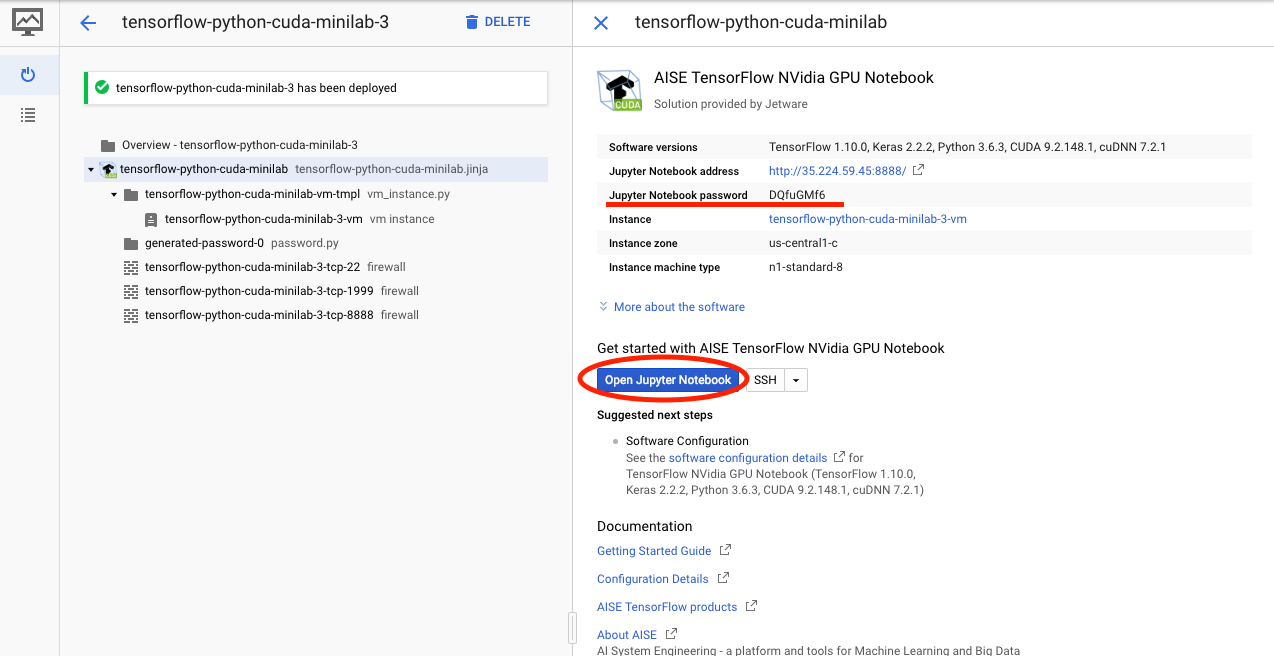 tensorflow-python-cuda-minilab-3
DELETE
tensorflow-python-cuda-minilab-3 has been deployed
Overview - tensorflow-python-cuda-minilab-3
tensorflow-python-cuda-minilab tensorflow-python-cuda-minilab.jinja
tensorflow-python-cuda-minilab-vm-tmpl vm_instance.py
tensorflow-python-cuda-minilab-3-vm vm instance
generated-password-0 password.py
tensorflow-python-cuda-minilab-3-tcp-22 firewall
tensorflow-python-cuda-minilab-3-tcp-1999 firewall
tensorflow-python-cuda-minilab-3-tcp-8888 firewall
tensorflow-python-cuda-minilab
CUDA
AISE TensorFlow NVidia GPU Notebook
Solution provided by Jetware
Software versions TensorFlow 1.10.0, Keras 2.2.2, Python 3.6.3, CUDA 9.2.148.1, cuDNN 7.2.1
Jupyter Notebook address http://35.224.59.45:8888/
Jupyter Notebook password DQfuGMf6
Instance tensorflow-python-cuda-minilab-3-vm
Instance zone us-central1-c
Instance machine type n1-standard-8
More about the software
Get started with AISE TensorFlow NVidia GPU Notebook
Open Jupyter Notebook SSH
Suggested next steps
Software Configuration
See the software configuration details for
TensorFlow NVidia GPU Notebook (TensorFlow 1.10.0,
Keras 2.2.2, Python 3.6.3, CUDA 9.2.148.1, cuDNN 7.2.1)
Documentation
Getting Started Guide
Configuration Details
AISE TensorFlow products
About AISE
AI System Engineering - a platform and tools for Machine Learning and Big Data